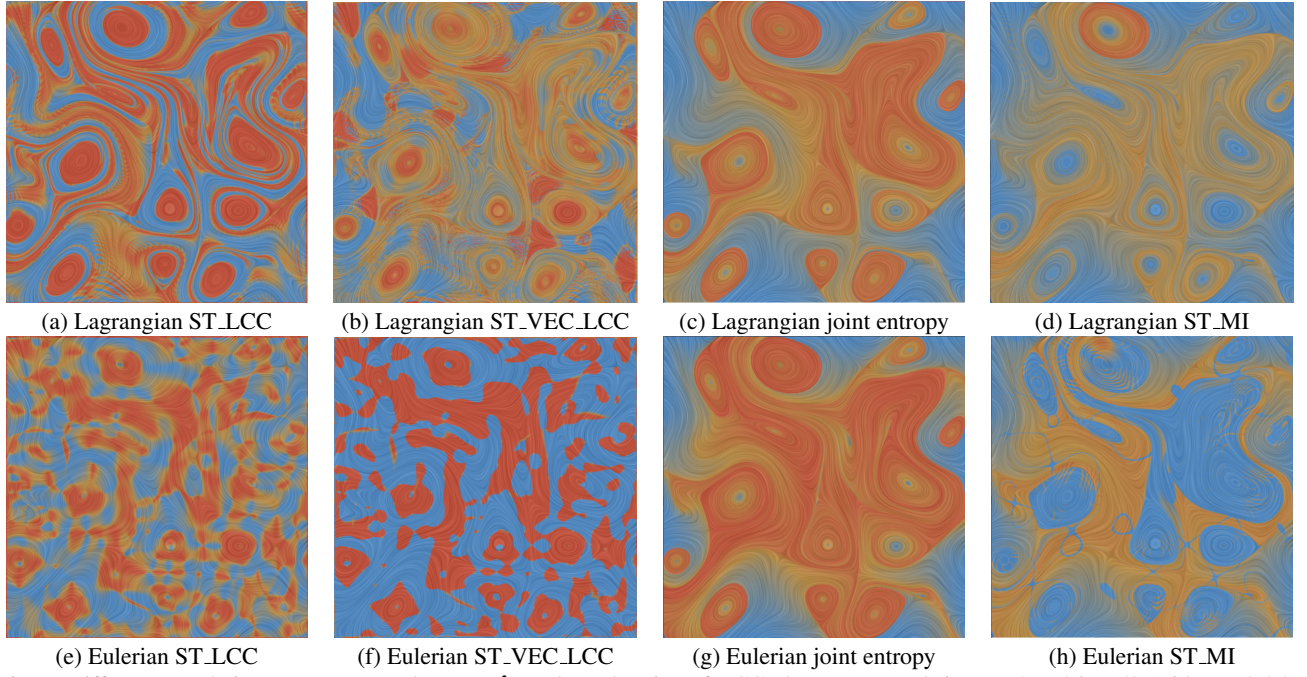 (a) Lagrangian ST_LCC
(b) Lagrangian ST_VEC_LCC
(c) Lagrangian joint entropy
(d) Lagrangian ST_MI
(e) Eulerian ST_LCC
(f) Eulerian ST_VEC_LCC
(g) Eulerian joint entropy
(h) Eulerian ST_MI